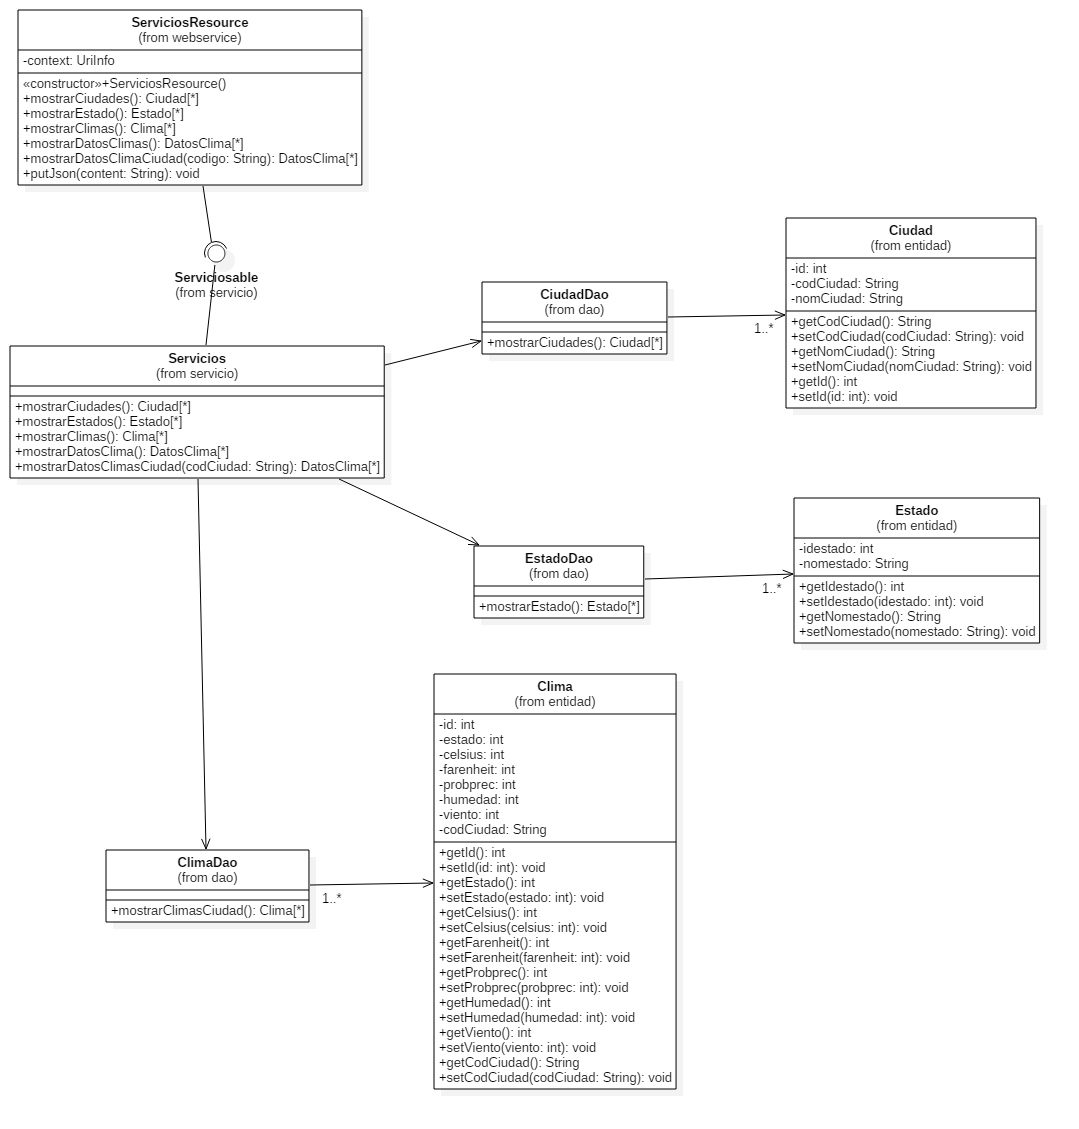 ServiciosResource
(from webservice)
-context: UriInfo
«constructor»+ServiciosResource()
+mostrarCiudades(): Ciudad[*]
+mostrarEstado(): Estado[*]
+mostrarClimas(): Clima[*]
+mostrarDatosClimas(): DatosClima[*]
+mostrarDatosClimaCiudad(codigo: String): DatosClima[*]
+putJson(content: String): void
Serviciosable
(from servicio)
Servicios
(from servicio)
+mostrarCiudades(): Ciudad[*]
+mostrarEstados(): Estado[*]
+mostrarClimas(): Clima[*]
+mostrarDatosClima(): DatosClima[*]
+mostrarDatosClimasCiudad(codCiudad: String): DatosClima[*]
CiudadDao
(from dao)
+mostrarCiudades(): Ciudad[*]
1..*
Ciudad
(from entidad)
-id: int
-codCiudad: String
-nomCiudad: String
+getCodCiudad(): String
+setCodCiudad(codCiudad: String): void
+getNomCiudad(): String
+setNomCiudad(nomCiudad: String): void
+getId(): int
+setId(id: int): void
EstadoDao
(from dao)
+mostrarEstado(): Estado[*]
1..*
Estado
(from entidad)
-idestado: int
-nomestado: String
+getIdestado(): int
+setIdestado(idestado: int): void
+getNomestado(): String
+setNomestado(nomestado: String): void
ClimaDao
(from dao)
+mostrarClimasCiudad(): Clima[*]
1..*
Clima
(from entidad)
-id: int
-estado: int
-celsius: int
-farenheit: int
-probprec: int
-humedad: int
-viento: int
-codCiudad: String
+getId(): int
+setId(id: int): void
+getEstado(): int
+setEstado(estado: int): void
+getCelsius(): int
+setCelsius(celsius: int): void
+getFarenheit(): int
+setFarenheit(farenheit: int): void
+getProbprec(): int
+setProbprec(probprec: int): void
+getHumedad(): int
+setHumedad(humedad: int): void
+getViento(): int
+setViento(viento: int): void
+getCodCiudad(): String
+setCodCiudad(codCiudad: String): void